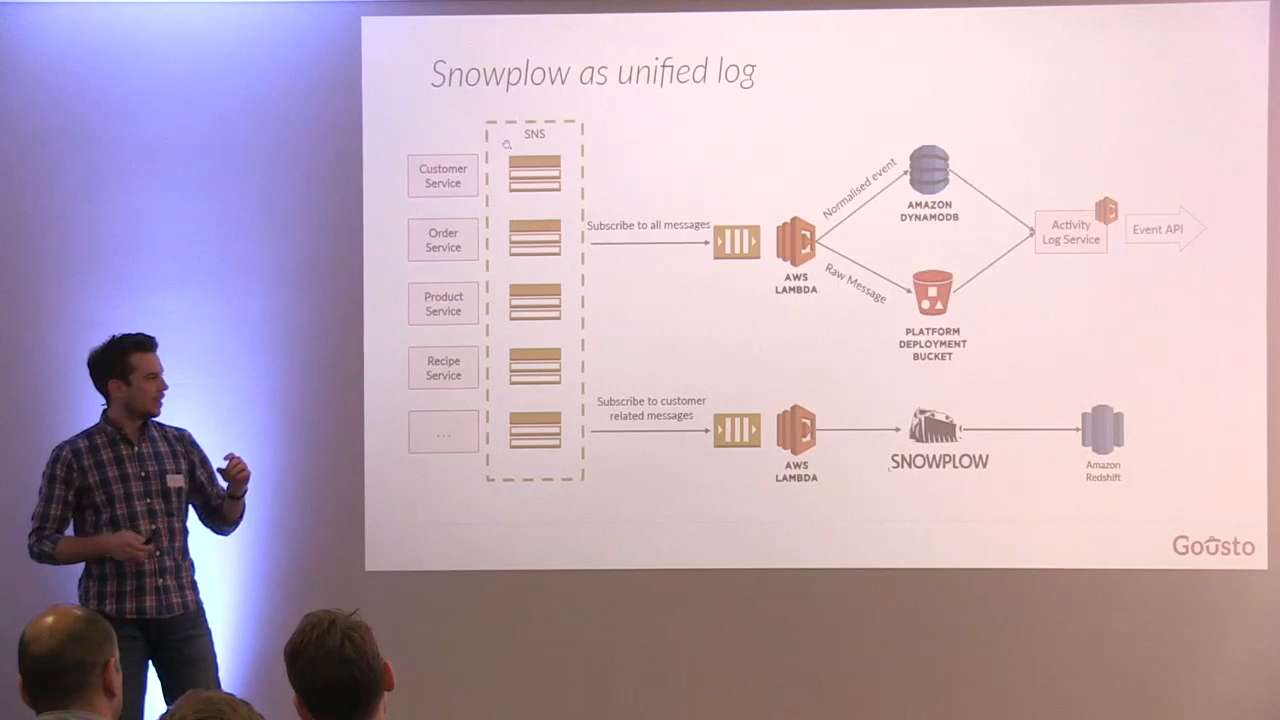 Snowplow as unified log
SNS
Customer
Service
Order
Service
Product
Service
Recipe
Service
...
Subscribe to all messages
Subscribe to customer
related messages
AWS
LAMBDA
Normalised event
Raw Message
AMAZON
DYNAMODB
PLATFORM
DEPLOYMENT
BUCKET
Activity
Log Service
Event API
AWS
LAMBDA
SNOWPLOW
Amazon
Redshift
Gousto